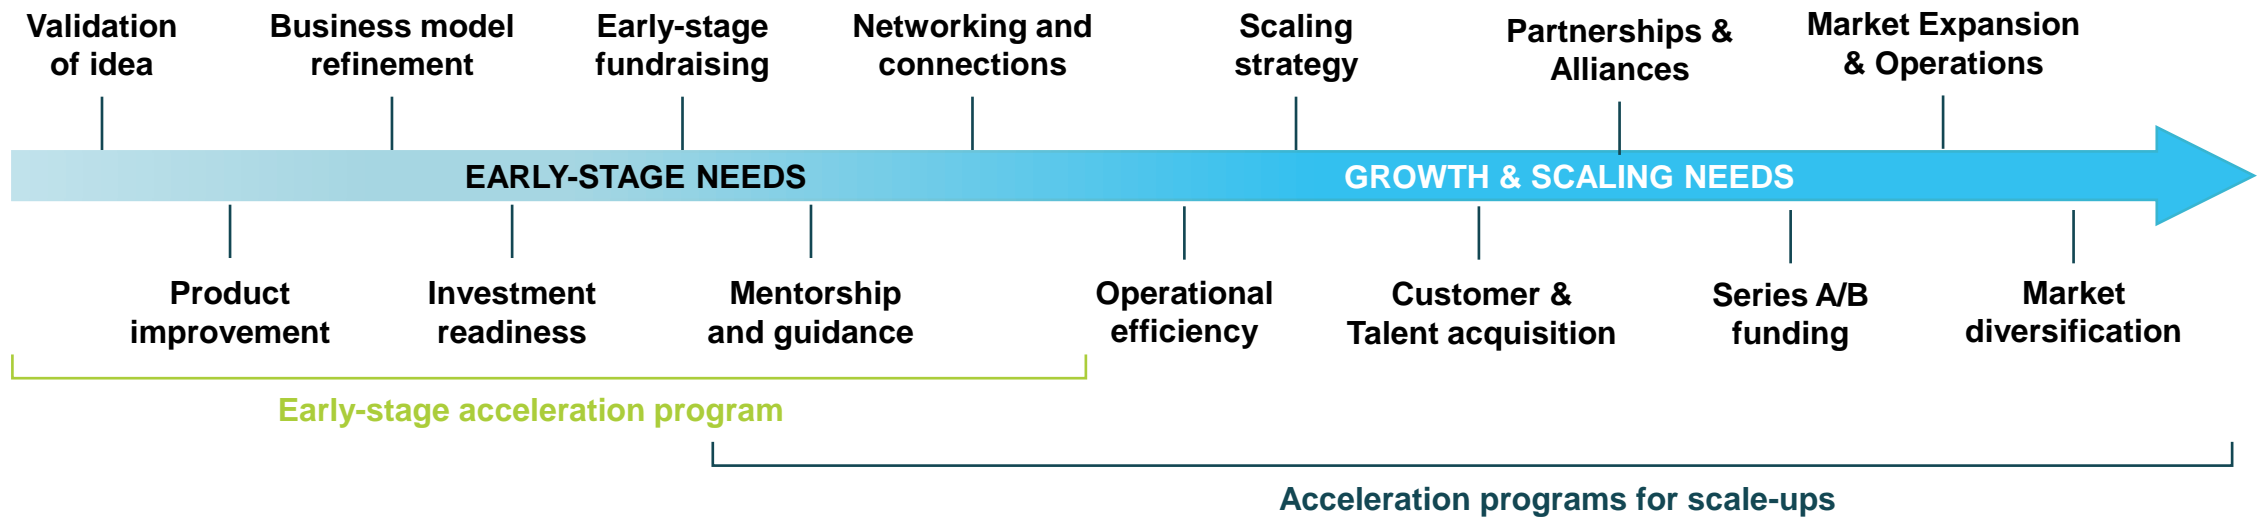 Validation
of idea
Business model
refinement
Early-stage
fundraising
Networking and
connections
Scaling
strategy
Partnerships &
Alliances
Market Expansion
& Operations
EARLY-STAGE NEEDS
GROWTH & SCALING NEEDS
Product
improvement
Investment
readiness
Mentorship
and guidance
Operational
efficiency
Customer &
Talent acquisition
Series A/B
funding
Market
diversification
Early-stage acceleration program
Acceleration programs for scale-ups